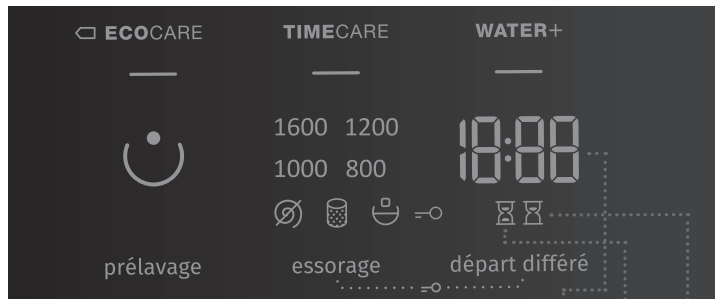 ECOCARE TIMECARE WATER+
1600 1200
1000 800
18:88
prélavage essorage départ différé